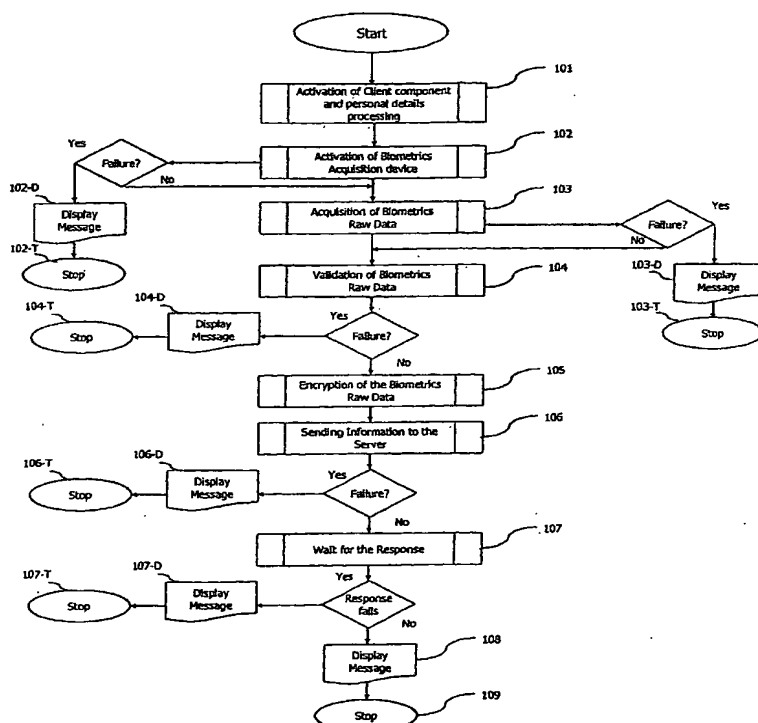 Start
101
Activation of Client component
and personal details
processing
102
Activation of Biometrics
Acquisition device
Yes
Failure?
No
102-D
Display
Message
102-T
Stop
103
Acquisition of Biometrics
Raw Data
Yes
Failure?
No
103-D
Display
Message
103-T
Stop
104
Validation of Biometrics
Raw Data
104-T
Stop
104-D
Display
Message
Yes
Failure?
No
105
Encryption of the Biometrics
Raw Data
106
Sending Information to the
Server
106-T
Stop
106-D
Display
Message
Yes
Failure?
No
107
Wait for the Response
107-T
Stop
107-D
Display
Message
Yes
Response
fails
No
108
Display
Message
109
Stop